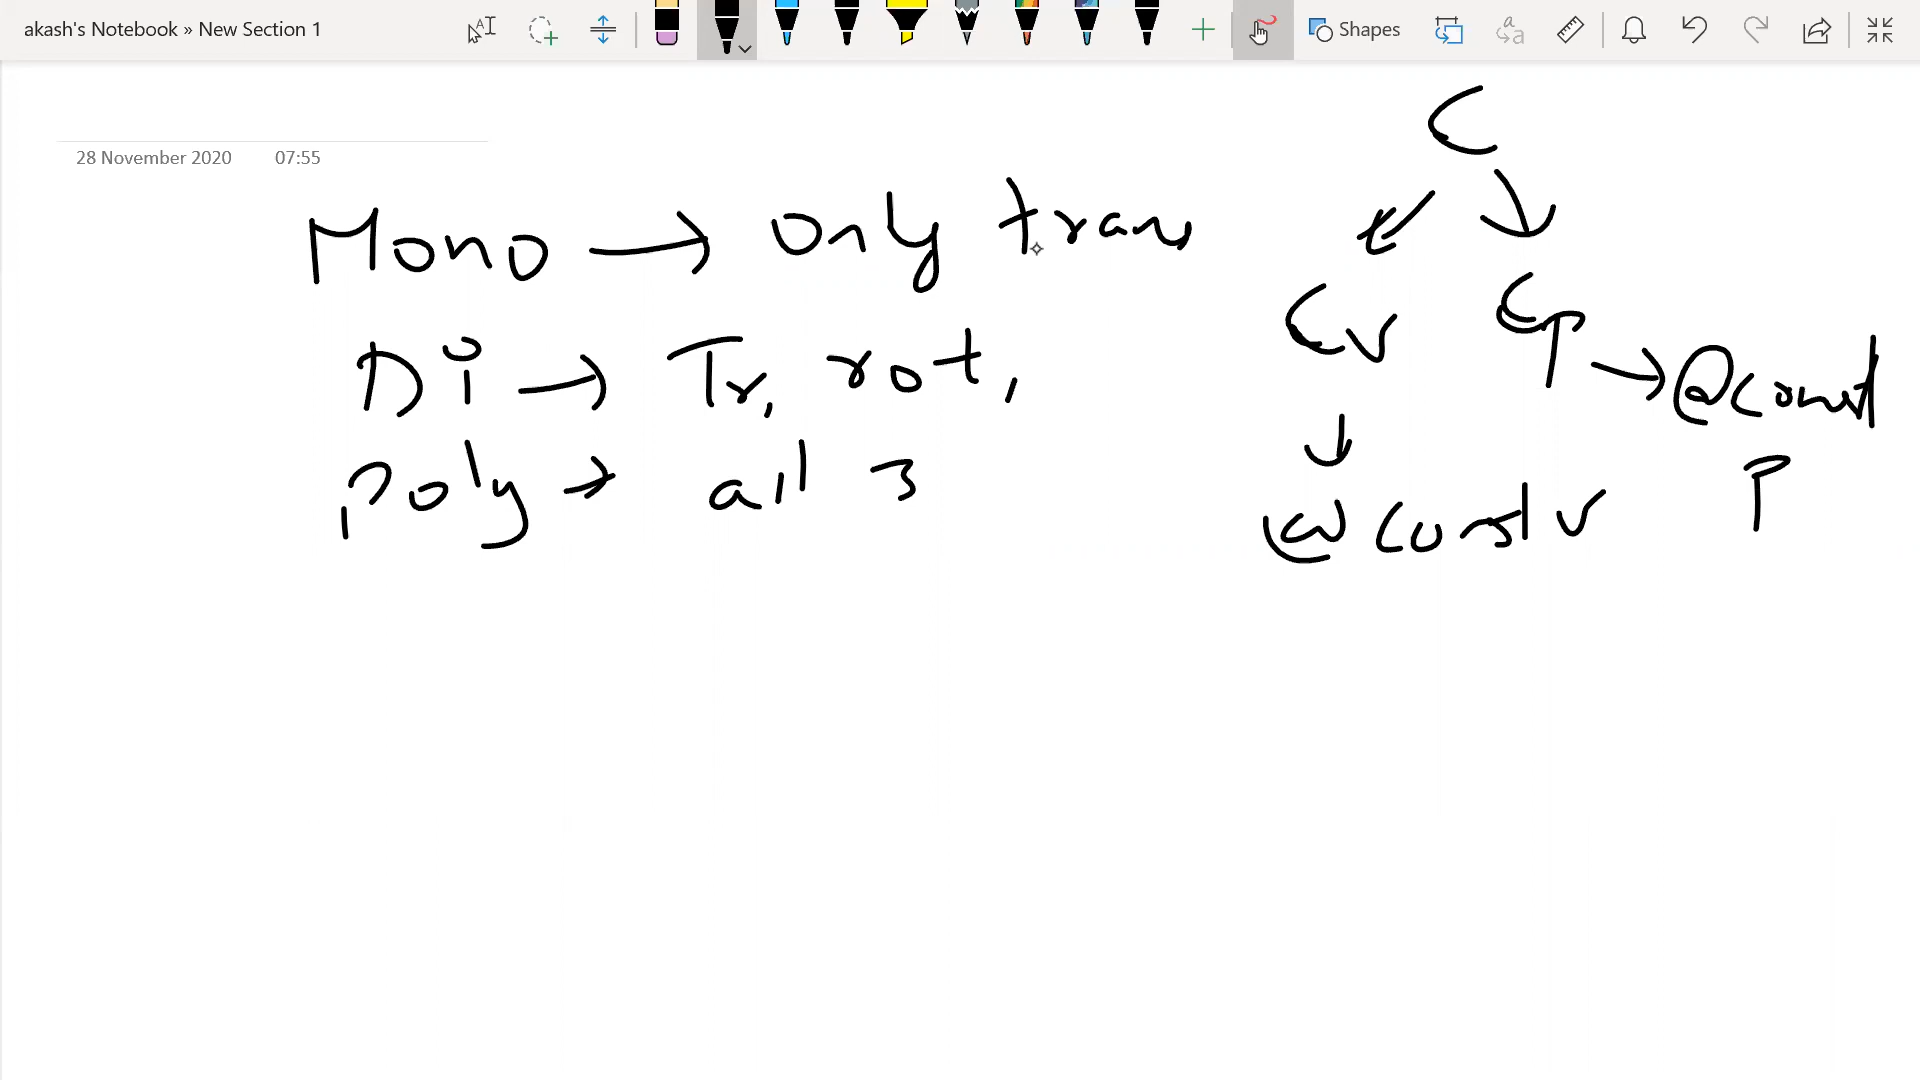 akash's Notebook » New Section 1
Shapes
28 November 2020 07:55
Mono → only trans
Di → Tr, rot,
Poly → all 3
C
Cv Cp → @const P
@ const V